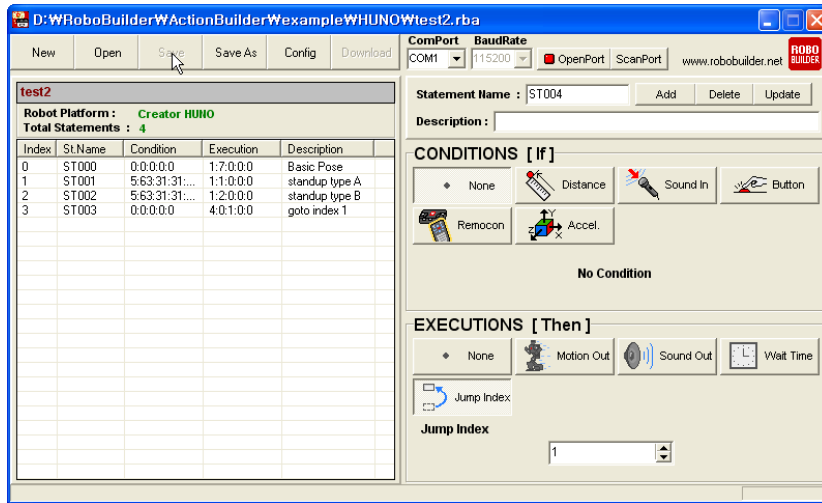 D:₩RoboBuilder₩ActionBuilder₩example₩HUNO₩test2.rba
New Open Save Save As Config Download
ComPort BaudRate
COM1 115200 OpenPort ScanPort www.robobuilder.net ROBO BUILDER
test2
Robot Platform : Creator HUNO
Total Statements : 4
Index St.Name Condition Execution Description
0 ST000 0:0:0:0:0 1:7:0:0:0 Basic Pose
1 ST001 5:63:31:31:... 1:1:0:0:0 standup type A
2 ST002 5:63:31:31:... 1:2:0:0:0 standup type B
3 ST003 0:0:0:0:0 4:0:1:0:0 goto index 1
Statement Name : ST004 Add Delete Update
Description :
CONDITIONS [ If ]
None Distance Sound In Button
Remocon Accel.
Z Y X
No Condition
EXECUTIONS [ Then ]
None Motion Out Sound Out Wait Time
Jump Index
Jump Index
1